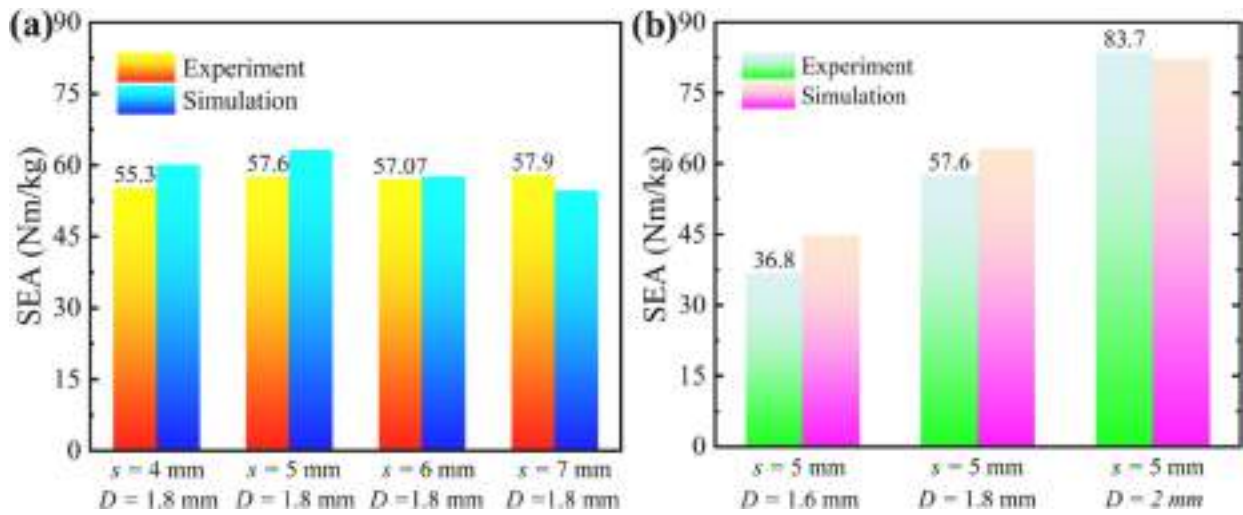 (a)
90
75
60
45
30
15
0
SEA (Nm/kg)
Experiment
Simulation
55.3
57.6
57.07
57.9
s = 4 mm s = 5 mm s = 6 mm s = 7 mm
D = 1.8 mm D = 1.8 mm D =1.8 mm D =1.8 mm
(b)
90
75
60
45
30
15
0
SEA (Nm/kg)
Experiment
Simulation
36.8
57.6
83.7
s = 5 mm s = 5 mm s = 5 mm
D = 1.6 mm D = 1.8 mm D = 2 mm